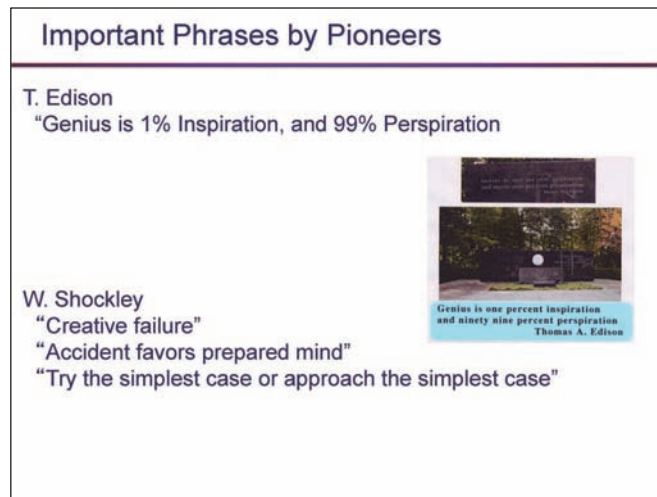 Important Phrases by Pioneers
T. Edison
“Genius is 1% Inspiration, and 99% Perspiration
Genius is one percent inspiration
and ninety nine percent perspiration
Thomas A. Edison
W. Shockley
“Creative failure”
“Accident favors prepared mind”
“Try the simplest case or approach the simplest case”